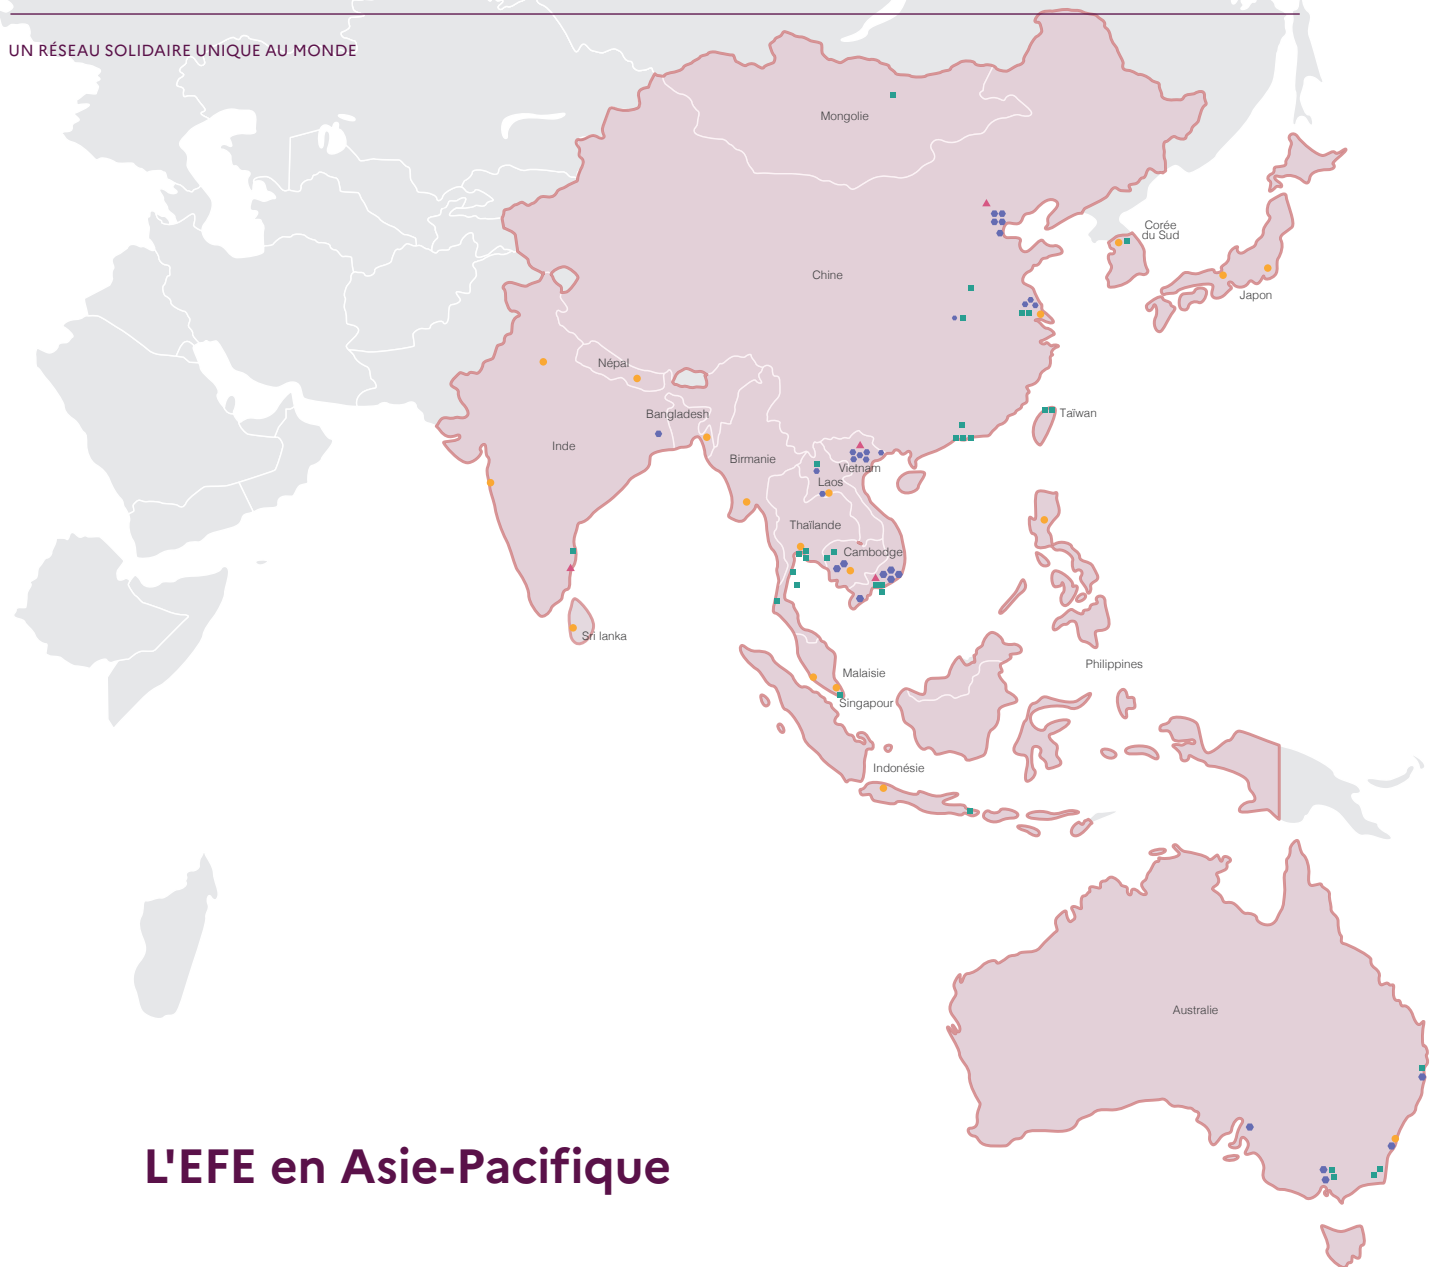 UN RÉSEAU SOLIDAIRE UNIQUE AU MONDE
Mongolie
Corée
du Sud
Chine
Japon
Népal
Bangladesh
Taïwan
Inde
Birmanie
Vietnam
Laos
Thaïlande
Cambodge
Sri lanka
Philippines
Malaisie
Singapour
Indonésie
Australie
L'EFE en Asie-Pacifique